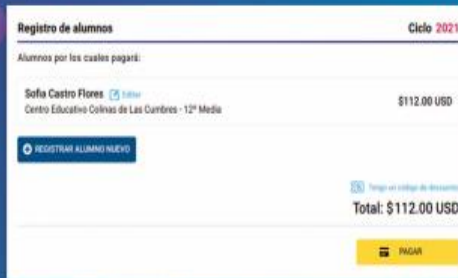 Registro de alumnos
Ciclo 2021
Alumnos por los cuales pagará:
Sofia Castro Flores Editar
Centro Educativo Colinas de Las Cumbres - 12° Media
$112.00 USD
REGISTRAR ALUMNO NUEVO
Tengo un código de descuento
Total: $112.00 USD
PAGAR